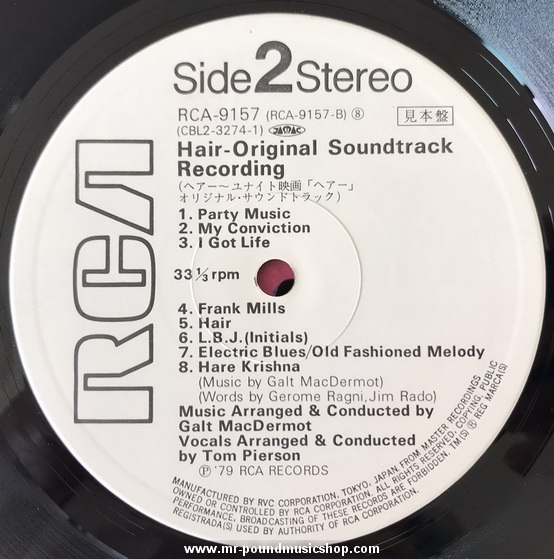 Side 2 Stereo
RCA-9157 (RCA-9157-B) ⑧
見本盤
(CBL2-3274-1) JASRAC
Hair-Original Soundtrack
Recording
(ヘアー〜ユナイト映画「ヘアー」
オリジナル・サウンドトラック)
1. Party Music
2. My Conviction
3. I Got Life
33 1/3 rpm
4. Frank Mills
5. Hair
6. L.B.J.(Initials)
7. Electric Blues/Old Fashioned Melody
8. Hare Krishna
(Music by Galt MacDermot)
(Words by Gerome Ragni,Jim Rado)
Music Arranged & Conducted by
Galt MacDermot
Vocals Arranged & Conducted
by Tom Pierson
Ⓟ '79 RCA RECORDS
RCA
MANUFACTURED BY RVC CORPORATION, TOKYO, JAPAN FROM MASTER RECORDINGS
OWNED OR CONTROLLED BY RCA CORPORATION. ALL RIGHTS RESERVED, COPYING, PUBLIC
PERFORMANCE, BROADCASTING OF THESE RECORDS ARE FORBIDDEN. TM(S) ® REG MARCA(S)
REGISTRADA(S) USED BY AUTHORITY OF RCA CORPORATION.
www.mr-poundmusicshop.com